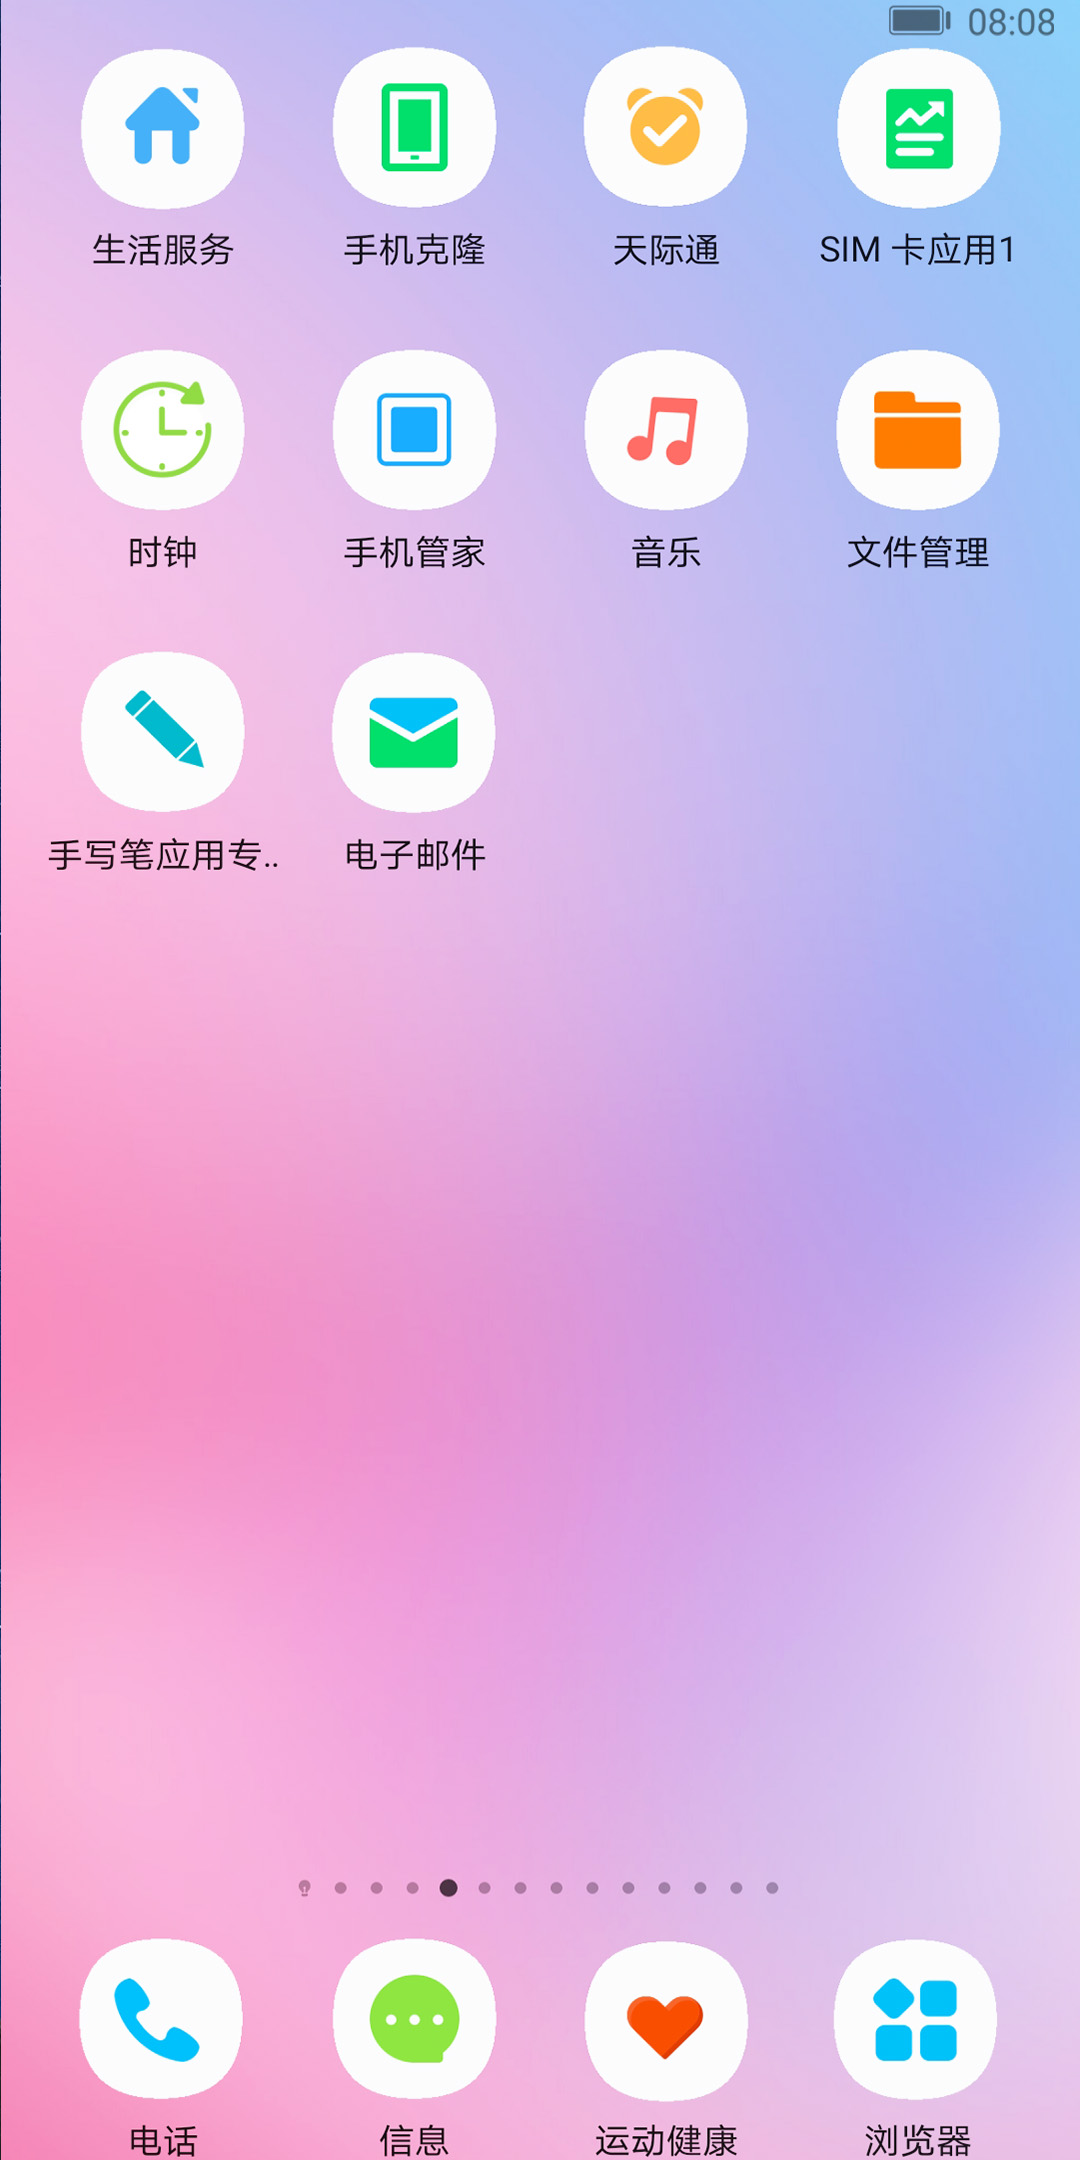 08:08
生活服务
手机克隆
天际通
SIM 卡应用1
时钟
手机管家
音乐
文件管理
手写笔应用专..
电子邮件
电话
信息
运动健康
浏览器